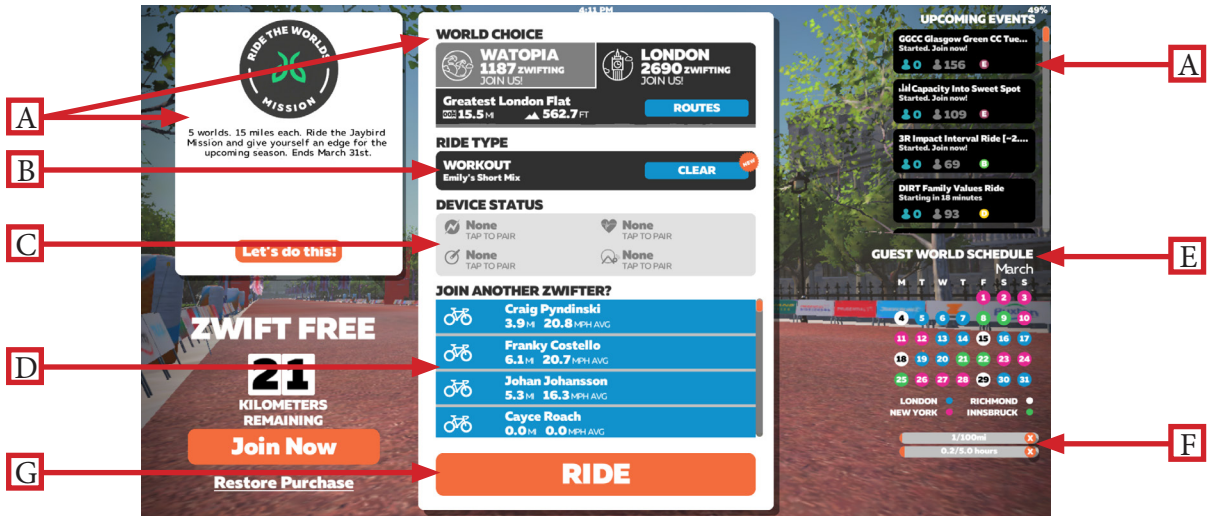 4:11 PM
49%
A
B
C
D
G
A
E
F
RIDE THE WORLDS
MISSION
5 worlds. 15 miles each. Ride the Jaybird
Mission and give yourself an edge for the
upcoming season. Ends March 31st.
Let's do this!
ZWIFT FREE
21
KILOMETERS
REMAINING
Join Now
Restore Purchase
WORLD CHOICE
WATOPIA
1187 ZWIFTING
JOIN US!
LONDON
2690 ZWIFTING
JOIN US!
Greatest London Flat
15.5 MI 562.7 FT
ROUTES
RIDE TYPE
WORKOUT
Emily's Short Mix
CLEAR
NEW
DEVICE STATUS
None
TAP TO PAIR
None
TAP TO PAIR
None
TAP TO PAIR
None
TAP TO PAIR
JOIN ANOTHER ZWIFTER?
Craig Pyndinski
3.9 MI 20.8 MPH AVG
Franky Costello
6.1 MI 20.7 MPH AVG
Johan Johansson
5.3 MI 16.3 MPH AVG
Cayce Roach
0.0 MI 0.0 MPH AVG
RIDE
UPCOMING EVENTS
GGCC Glasgow Green CC Tue...
Started. Join now!
0 156 E
Capacity Into Sweet Spot
Started. Join now!
0 109 E
3R Impact Interval Ride [~2....
Started. Join now!
0 69 B
DIRT Family Values Ride
Starting in 18 minutes
0 93 D
GUEST WORLD SCHEDULE
March
M T W T F S S
1 2 3
4 5 6 7 8 9 10
11 12 13 14 15 16 17
18 19 20 21 22 23 24
25 26 27 28 29 30 31
LONDON RICHMOND
NEW YORK INNSBRUCK
1/100mi X
0.2/5.0 hours X